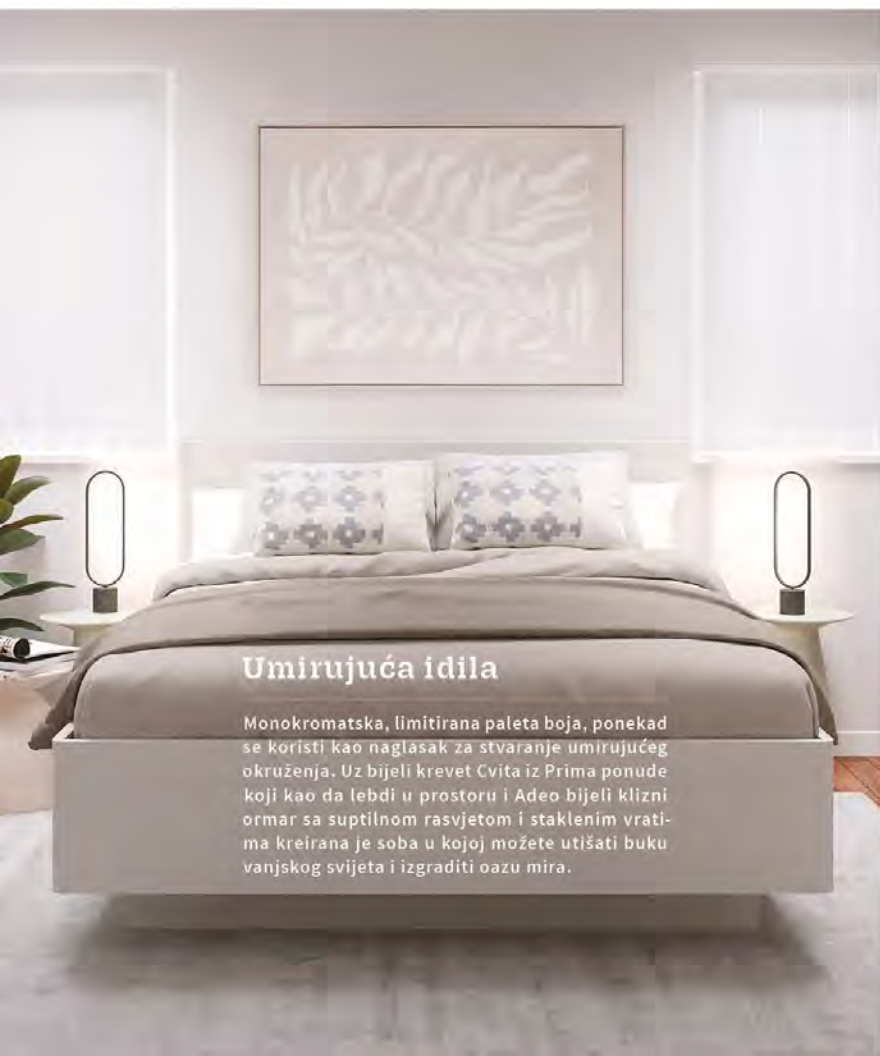 Umirujuća idila
Monokromatska, limitirana paleta boja, ponekad
se koristi kao naglasak za stvaranje umirujućeg
okruženja. Uz bijeli krevet Cvita iz Prima ponude
koji kao da lebdi u prostoru i Adeo bijeli klizni
ormar sa suptilnom rasvjetom i staklenim vrati-
ma kreirana je soba u kojoj možete utišati buku
vanjskog svijeta i izgraditi oazu mira.